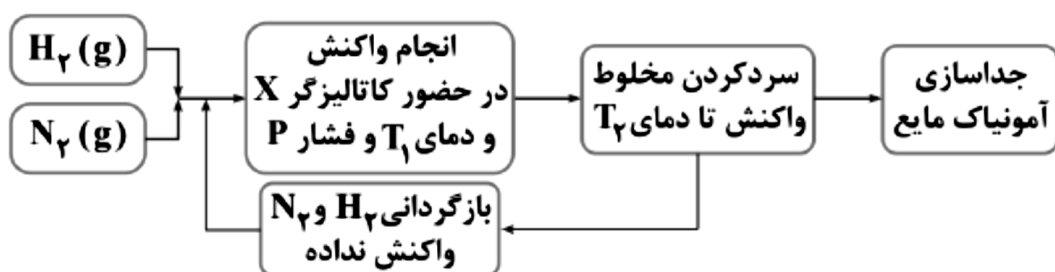 H₂ (g)
N₂ (g)
انجام واکنش
در حضور کاتالیزگر X
و دمای T₁ و فشار P
سردکردن مخلوط
واکنش تا دمای T₂
جداسازی
آمونیاک مایع
بازگردانی H₂ و N₂
واکنش نداده